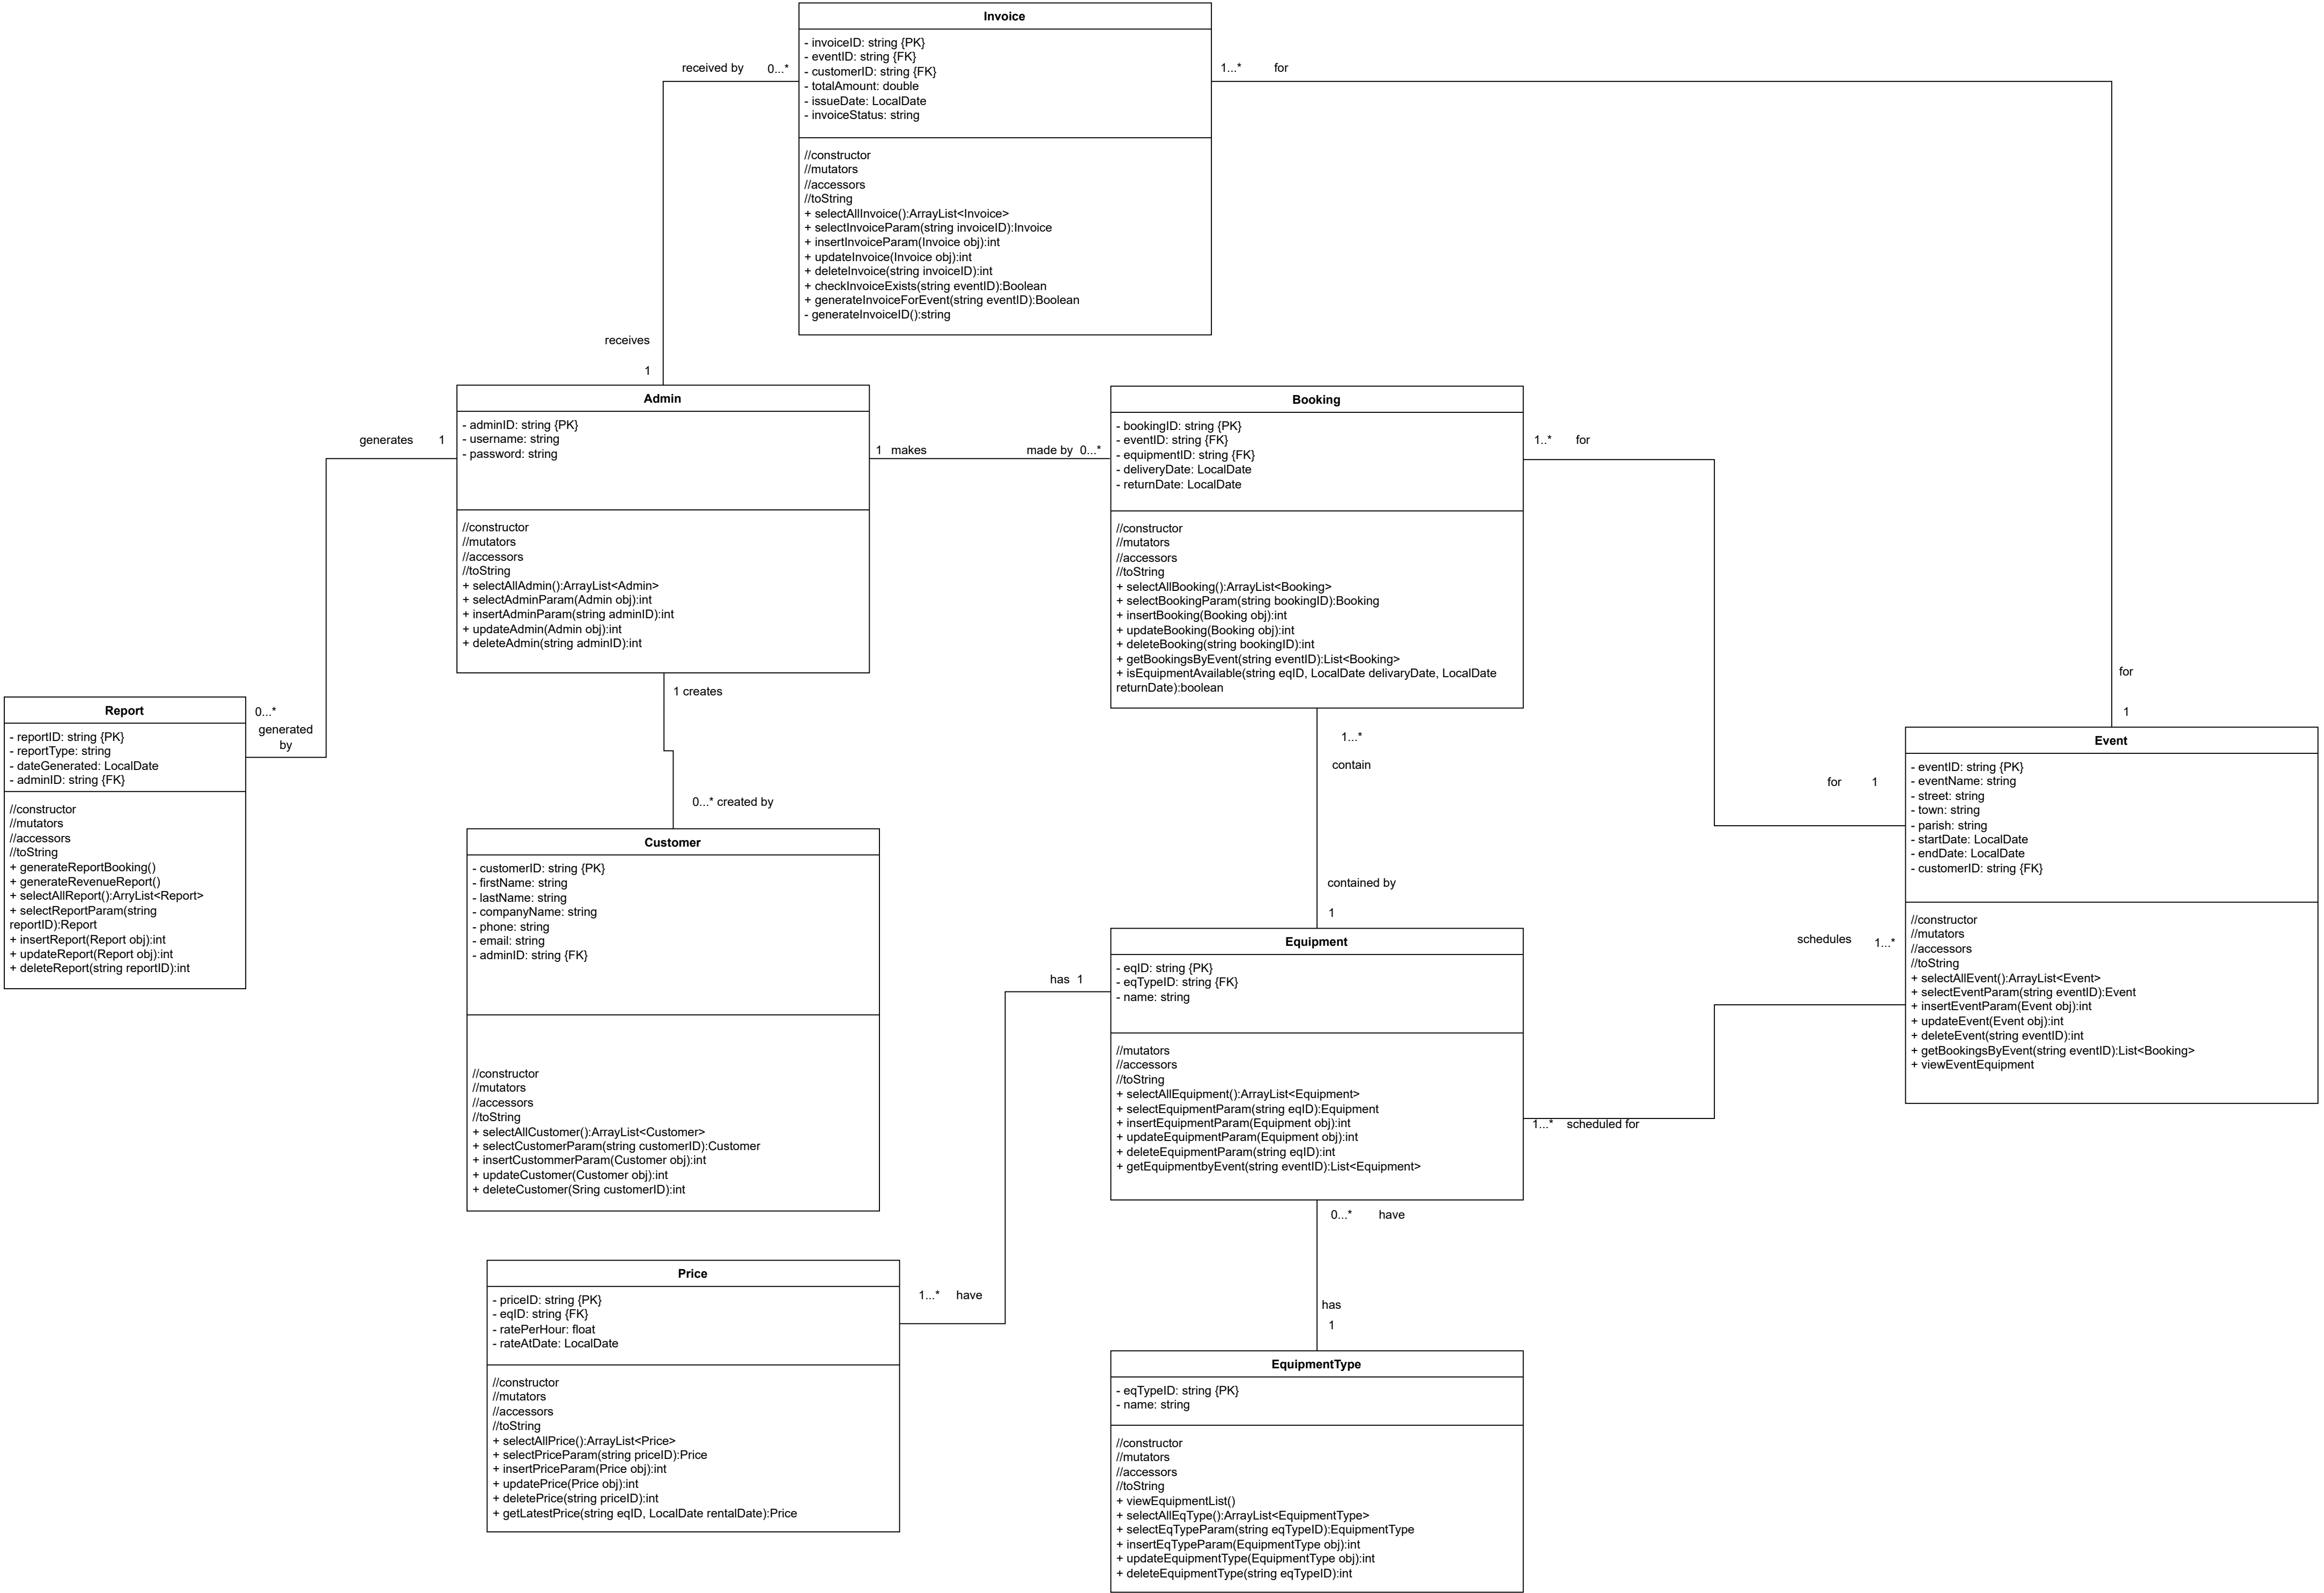 Invoice
- invoiceID: string {PK}
- eventID: string {FK}
- customerID: string {FK}
- totalAmount: double
- issueDate: LocalDate
- invoiceStatus: string
//constructor
//mutators
//accessors
//toString
+ selectAllInvoice():ArrayList<Invoice>
+ selectInvoiceParam(string invoiceID):Invoice
+ insertInvoiceParam(Invoice obj):int
+ updateInvoice(Invoice obj):int
+ deleteInvoice(string invoiceID):int
+ checkInvoiceExists(string eventID):Boolean
+ generateInvoiceForEvent(string eventID):Boolean
- generateInvoiceID():string
received by 0...*
1...* for
receives
1
Admin
- adminID: string {PK}
- username: string
- password: string
//constructor
//mutators
//accessors
//toString
+ selectAllAdmin():ArrayList<Admin>
+ selectAdminParam(Admin obj):int
+ insertAdminParam(string adminID):int
+ updateAdmin(Admin obj):int
+ deleteAdmin(string adminID):int
generates 1
1 makes
made by 0...*
Booking
- bookingID: string {PK}
- eventID: string {FK}
- equipmentID: string {FK}
- deliveryDate: LocalDate
- returnDate: LocalDate
//constructor
//mutators
//accessors
//toString
+ selectAllBooking():ArrayList<Booking>
+ selectBookingParam(string bookingID):Booking
+ insertBooking(Booking obj):int
+ updateBooking(Booking obj):int
+ deleteBooking(string bookingID):int
+ getBookingsByEvent(string eventID):List<Booking>
+ isEquipmentAvailable(string eqID, LocalDate delivaryDate, LocalDate
returnDate):boolean
1..* for
for
1
1 creates
0...*
generated
by
Report
- reportID: string {PK}
- reportType: string
- dateGenerated: LocalDate
- adminID: string {FK}
//constructor
//mutators
//accessors
//toString
+ generateReportBooking()
+ generateRevenueReport()
+ selectAllReport():ArryList<Report>
+ selectReportParam(string
reportID):Report
+ insertReport(Report obj):int
+ updateReport(Report obj):int
+ deleteReport(string reportID):int
0...* created by
Customer
- customerID: string {PK}
- firstName: string
- lastName: string
- companyName: string
- phone: string
- email: string
- adminID: string {FK}
//constructor
//mutators
//accessors
//toString
+ selectAllCustomer():ArrayList<Customer>
+ selectCustomerParam(string customerID):Customer
+ insertCustommerParam(Customer obj):int
+ updateCustomer(Customer obj):int
+ deleteCustomer(Sring customerID):int
1...*
contain
contained by
1
for 1
Event
- eventID: string {PK}
- eventName: string
- street: string
- town: string
- parish: string
- startDate: LocalDate
- endDate: LocalDate
- customerID: string {FK}
//constructor
//mutators
//accessors
//toString
+ selectAllEvent():ArrayList<Event>
+ selectEventParam(string eventID):Event
+ insertEventParam(Event obj):int
+ updateEvent(Event obj):int
+ deleteEvent(string eventID):int
+ getBookingsByEvent(string eventID):List<Booking>
+ viewEventEquipment
schedules 1...*
has 1
Equipment
- eqID: string {PK}
- eqTypeID: string {FK}
- name: string
//mutators
//accessors
//toString
+ selectAllEquipment():ArrayList<Equipment>
+ selectEquipmentParam(string eqID):Equipment
+ insertEquipmentParam(Equipment obj):int
+ updateEquipmentParam(Equipment obj):int
+ deleteEquipmentParam(string eqID):int
+ getEquipmentbyEvent(string eventID):List<Equipment>
1...* scheduled for
0...* have
has
1
Price
- priceID: string {PK}
- eqID: string {FK}
- ratePerHour: float
- rateAtDate: LocalDate
//constructor
//mutators
//accessors
//toString
+ selectAllPrice():ArrayList<Price>
+ selectPriceParam(string priceID):Price
+ insertPriceParam(Price obj):int
+ updatePrice(Price obj):int
+ deletePrice(string priceID):int
+ getLatestPrice(string eqID, LocalDate rentalDate):Price
1...* have
EquipmentType
- eqTypeID: string {PK}
- name: string
//constructor
//mutators
//accessors
//toString
+ viewEquipmentList()
+ selectAllEqType():ArrayList<EquipmentType>
+ selectEqTypeParam(string eqTypeID):EquipmentType
+ insertEqTypeParam(EquipmentType obj):int
+ updateEquipmentType(EquipmentType obj):int
+ deleteEquipmentType(string eqTypeID):int